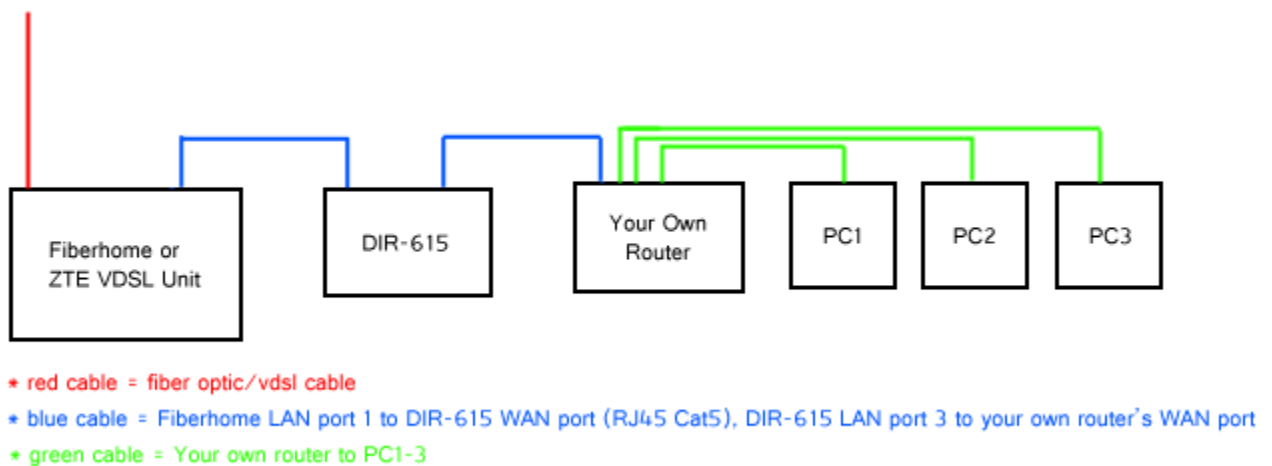 Fiberhome or
ZTE VDSL Unit
DIR-615
Your Own
Router
PC1
PC2
PC3
* red cable = fiber optic/vdsl cable
* blue cable = Fiberhome LAN port 1 to DIR-615 WAN port (RJ45 Cat5), DIR-615 LAN port 3 to your own router's WAN port
* green cable = Your own router to PC1-3